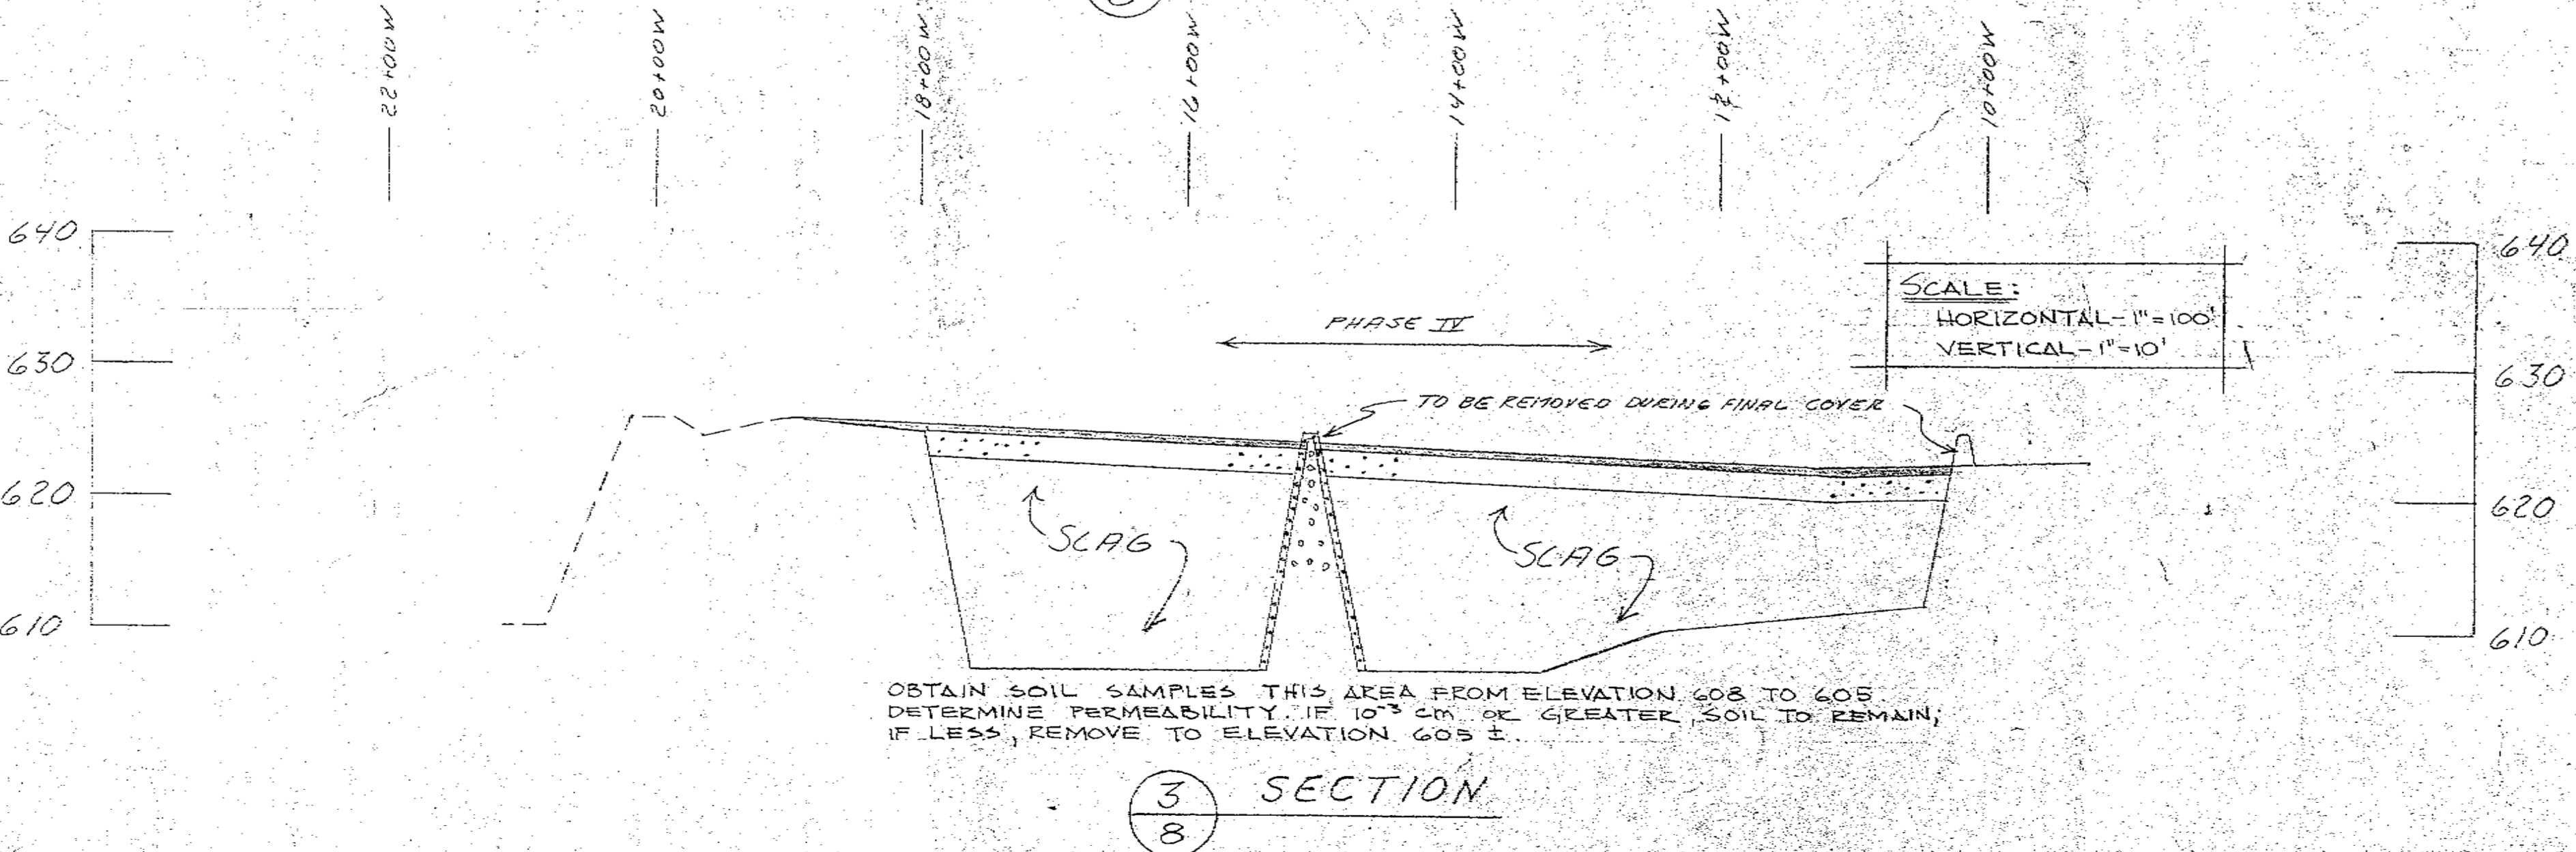 22+00W
20+00W
18+00W
16+00W
14+00W
12+00W
10+00W
640
630
620
610
640
630
620
610
SCALE:
HORIZONTAL-1"=100'
VERTICAL-1"=10'
PHASE IV
TO BE REMOVED DURING FINAL COVER
SLAG
SLAG
OBTAIN SOIL SAMPLES THIS AREA FROM ELEVATION 608 TO 605.
DETERMINE PERMEABILITY. IF 10⁻³ cm OR GREATER, SOIL TO REMAIN;
IF LESS, REMOVE TO ELEVATION 605 ±.
3
8
SECTION